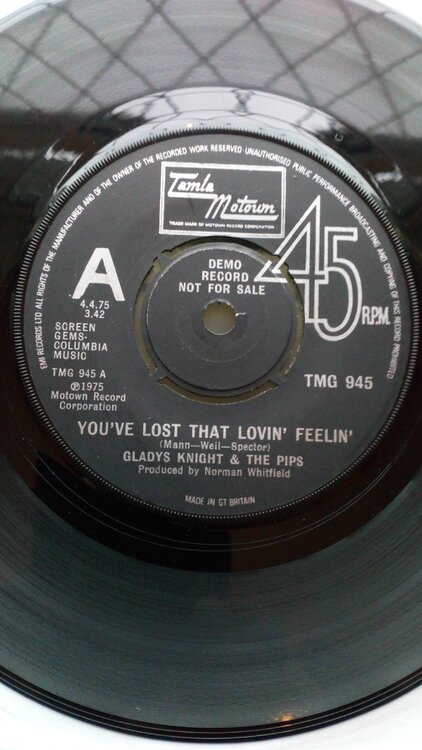 EMI RECORDS LTD ALL RIGHTS OF THE MANUFACTURER AND OF THE OWNER OF THE RECORDED WORK RESERVED UNAUTHORISED PUBLIC PERFORMANCE BROADCASTING AND COPYING OF THIS RECORD PROHIBITED
Tamla
Motown
TRADE MARK OF MOTOWN RECORD CORPORATION
DEMO
RECORD
NOT FOR SALE
45 R.P.M.
A
4.4.75
3.42
SCREEN
GEMS-
COLUMBIA
MUSIC
TMG 945 A
℗1975
Motown Record
Corporation
TMG 945
YOU'VE LOST THAT LOVIN' FEELIN'
(Mann—Weil—Spector)
GLADYS KNIGHT & THE PIPS
Produced by Norman Whitfield
MADE IN GT BRITAIN